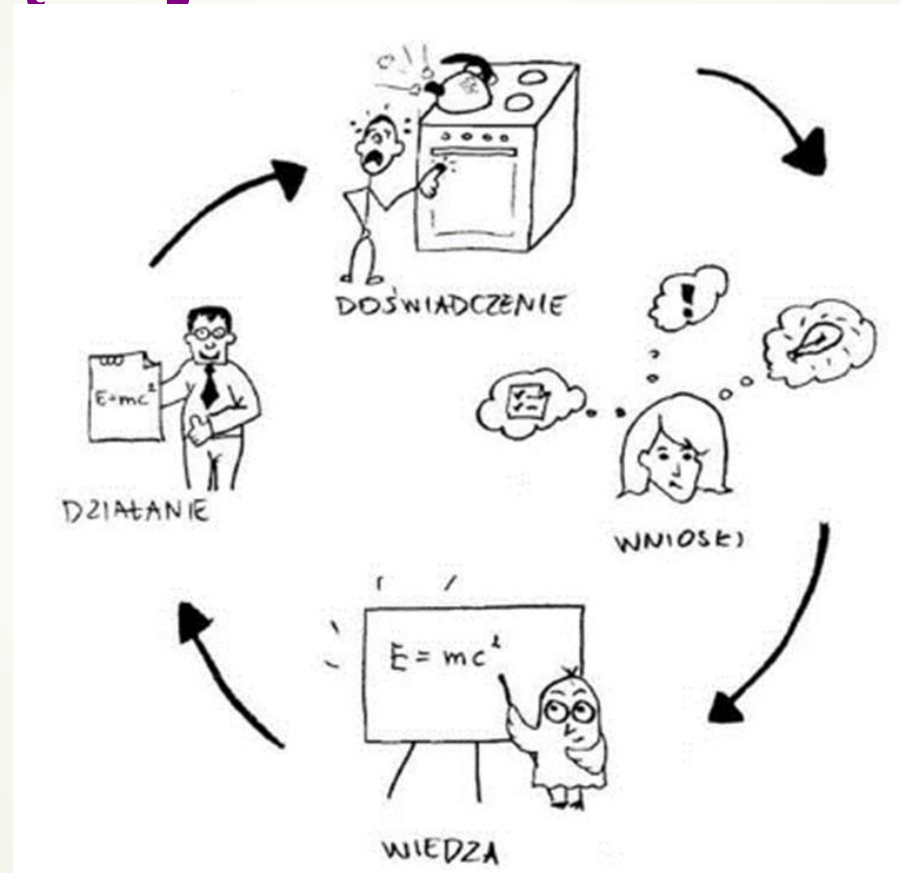 DOŚWIADCZENIE
E=mc²
DZIAŁANIE
WNIOSKI
E = mc²
WIEDZA